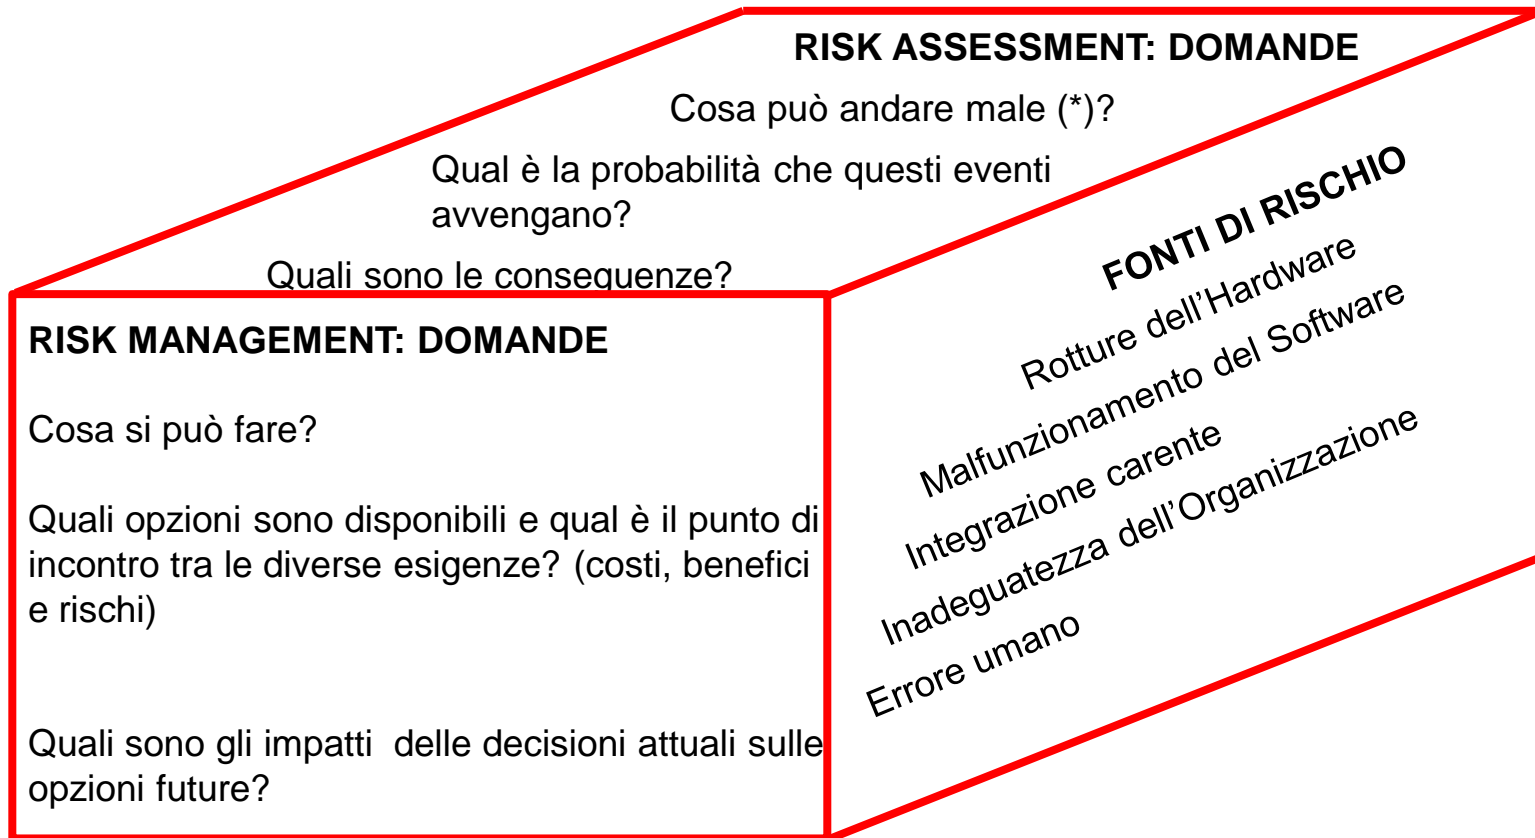 RISK ASSESSMENT: DOMANDE
Cosa può andare male (*)?
Qual è la probabilità che questi eventi
avvengano?
Quali sono le conseguenze?
RISK MANAGEMENT: DOMANDE
Cosa si può fare?
Quali opzioni sono disponibili e qual è il punto di
incontro tra le diverse esigenze? (costi, benefici
e rischi)
Quali sono gli impatti delle decisioni attuali sulle
opzioni future?
FONTI DI RISCHIO
Rotture dell’Hardware
Malfunzionamento del Software
Integrazione carente
Inadeguatezza dell’Organizzazione
Errore umano